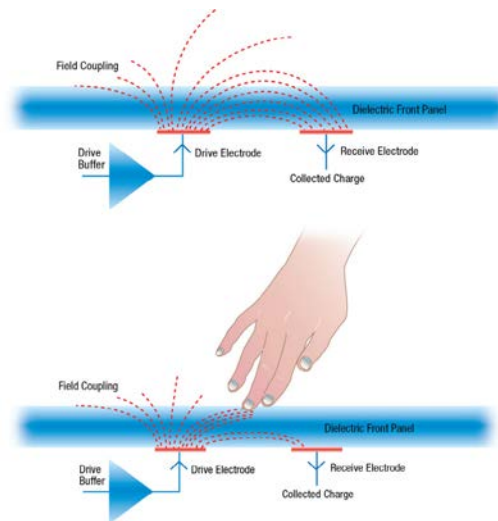 Field Coupling
Dielectric Front Panel
Drive
Buffer
Drive Electrode
Receive Electrode
Collected Charge
Field Coupling
Dielectric Front Panel
Drive
Buffer
Drive Electrode
Receive Electrode
Collected Charge